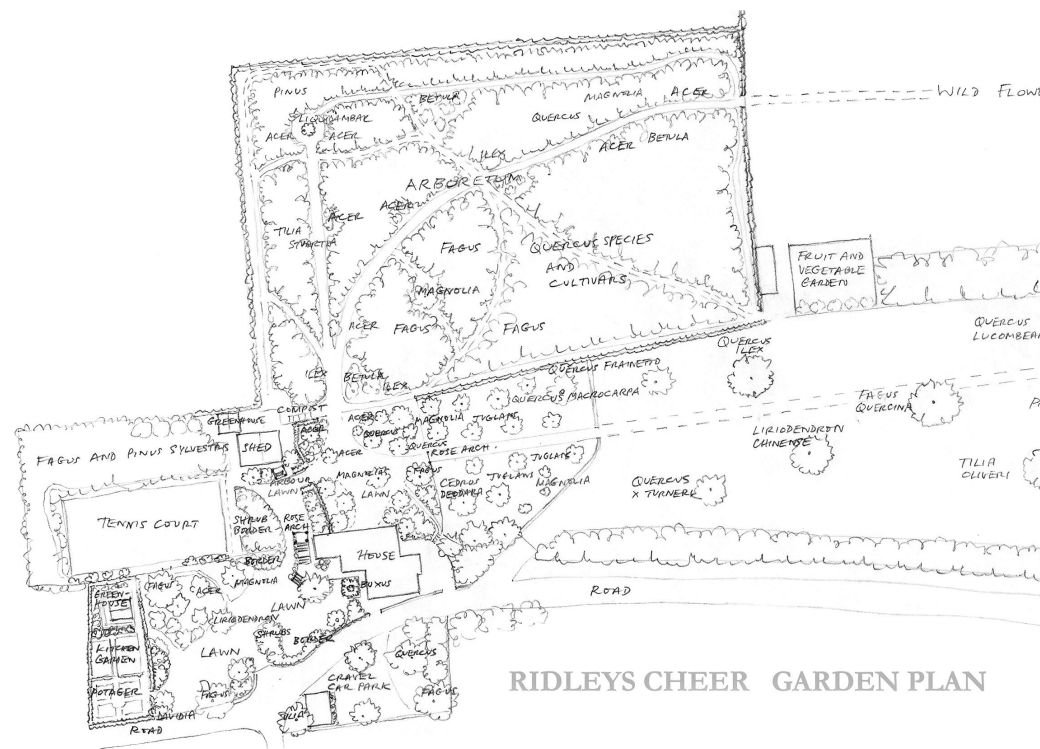 PINUS
BETULA
MAGNOLIA
ACER
WILD FLOWE
LIQUIDAMBAR
QUERCUS
ACER
ACER
ACER BETULA
ILEX
ARBORETUM
ACER
ACER
TILIA
STUARTIA
FAGUS
QUERCUS SPECIES
AND
CULTIVARS
FRUIT AND
VEGETABLE
GARDEN
MAGNOLIA
ACER
FAGUS
FAGUS
QUERCUS
LUCOMBEA
QUERCUS
ILEX
ILEX
BETULA
ILEX
QUERCUS FRAINETTO
QUERCUS MACROCARPA
FAGUS
QUERCINA
P
COMPOST
GREENHOUSE
ACER
ACER
MAGNOLIA
JUGLANS
QUERCUS
LIRIODENDRON
CHINENSE
FAGUS AND PINUS SYLVESTRIS
SHED
ACER
QUERCUS
ROSE ARCH
JUGLANS
TILIA
OLIVERI
ARBOUR
LAWN
MAGNOLIAS
FAGUS
CEDRUS
DEODARA
JUGLANS
MAGNOLIA
QUERCUS
X TURNERI
LAWN
TENNIS COURT
SHRUB
BORDER
ROSE
ARCH
HOUSE
BORDER
MAGNOLIA
BUXUS
ROAD
GREEN-
HOUSE
FAGUS
ACER
LAWN
LIRIODENDRON
SHRUBS
BORDER
KITCHEN
GARDEN
LAWN
QUERCUS
GRAVEL
CAR PARK
POTAGER
FAGUS
FAGUS
RIDLEYS CHEER GARDEN PLAN
ROAD